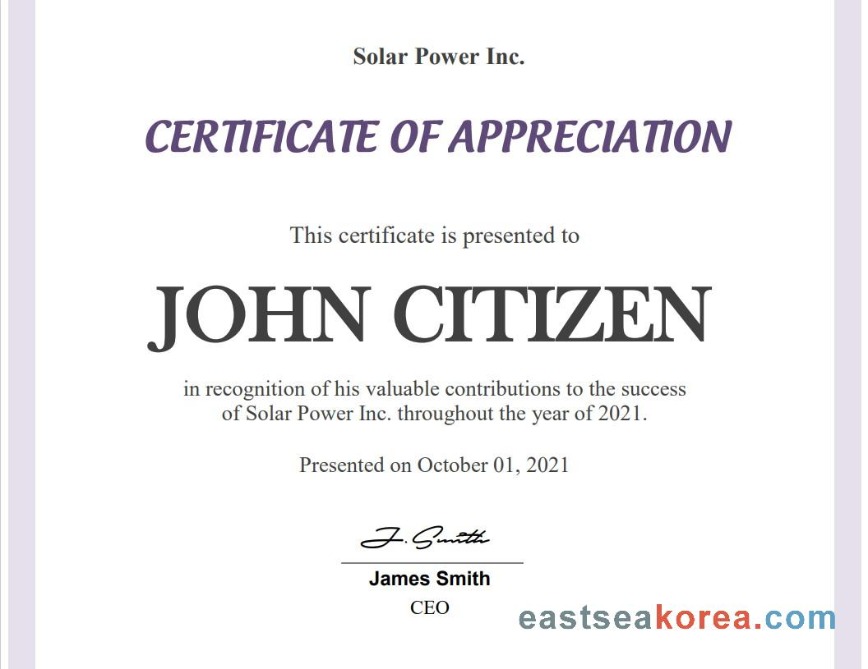 Solar Power Inc.
CERTIFICATE OF APPRECIATION
This certificate is presented to
JOHN CITIZEN
in recognition of his valuable contributions to the success
of Solar Power Inc. throughout the year of 2021.
Presented on October 01, 2021
J. Smith
James Smith
CEO
eastseakorea.com